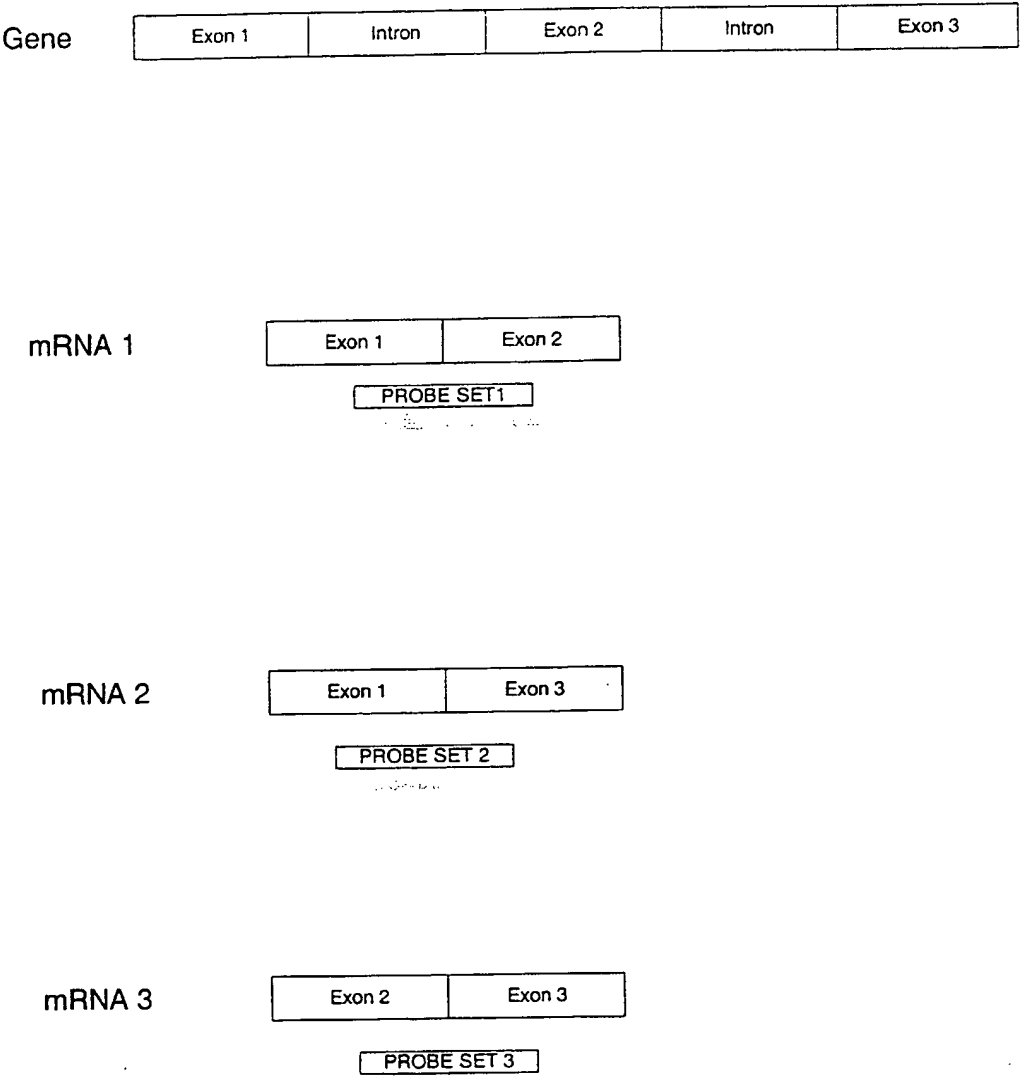 Gene Exon 1 Intron Exon 2 Intron Exon 3
mRNA 1 Exon 1 Exon 2
PROBE SET1
mRNA 2 Exon 1 Exon 3
PROBE SET 2
mRNA 3 Exon 2 Exon 3
PROBE SET 3